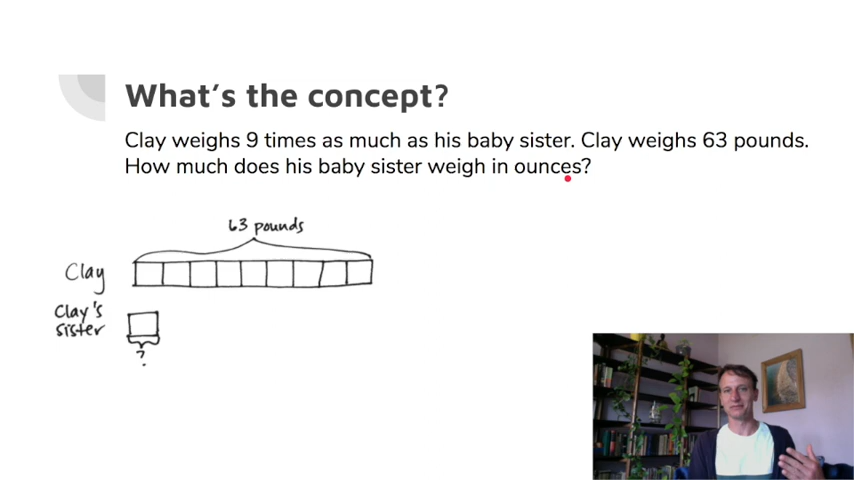 What's the concept?
Clay weighs 9 times as much as his baby sister. Clay weighs 63 pounds.
How much does his baby sister weigh in ounces?
63 pounds
Clay
Clay's
sister
?